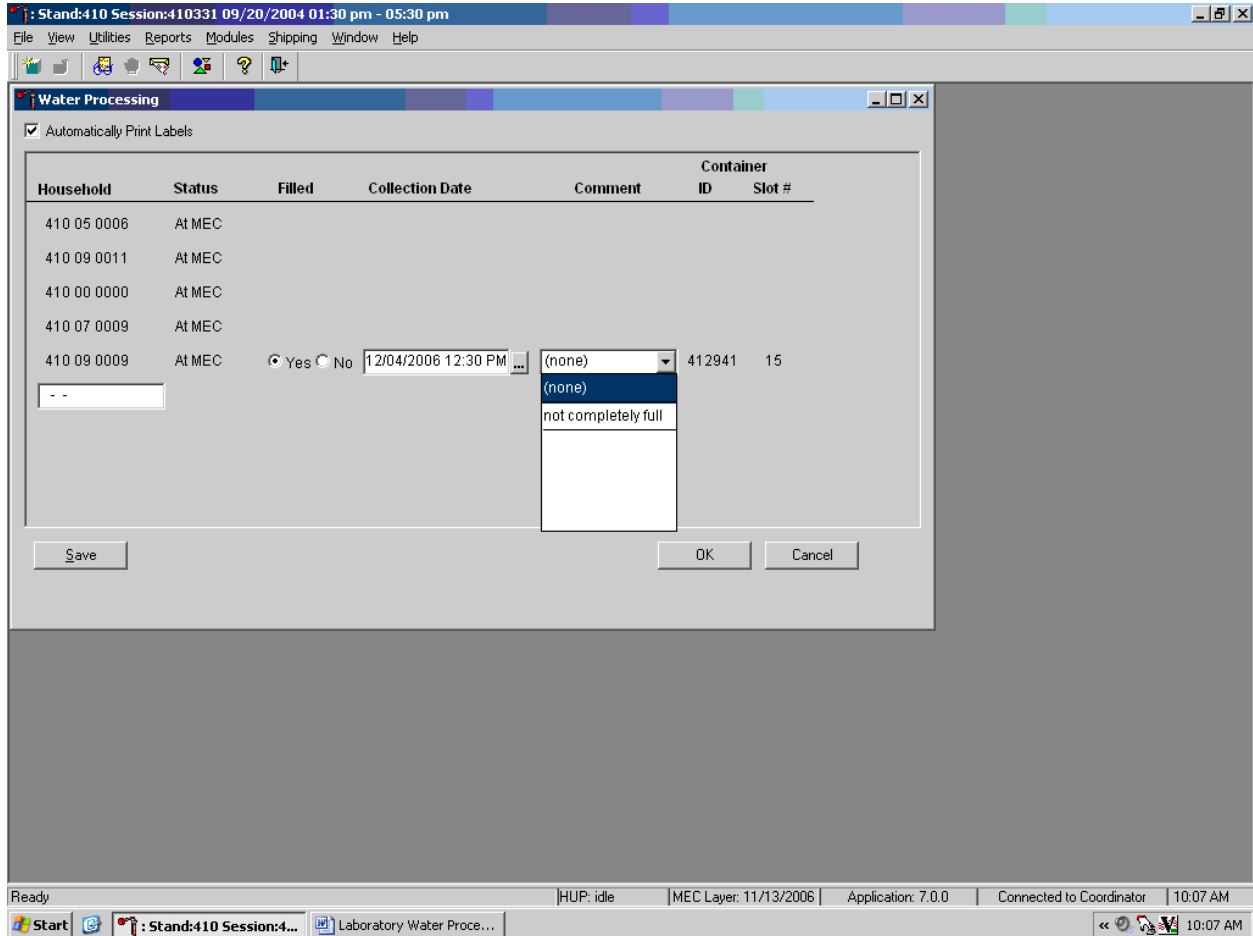 : Stand:410 Session:410331 09/20/2004 01:30 pm - 05:30 pm
File View Utilities Reports Modules Shipping Window Help
Water Processing
Automatically Print Labels
Container
Household Status Filled Collection Date Comment ID Slot #
410 05 0006 At MEC
410 09 0011 At MEC
410 00 0000 At MEC
410 07 0009 At MEC
410 09 0009 At MEC Yes No 12/04/2006 12:30 PM ... (none) 412941 15
- - (none)
not completely full
Save OK Cancel
Ready HUP: idle MEC Layer: 11/13/2006 Application: 7.0.0 Connected to Coordinator 10:07 AM
Start : Stand:410 Session:4... Laboratory Water Proce... « 10:07 AM